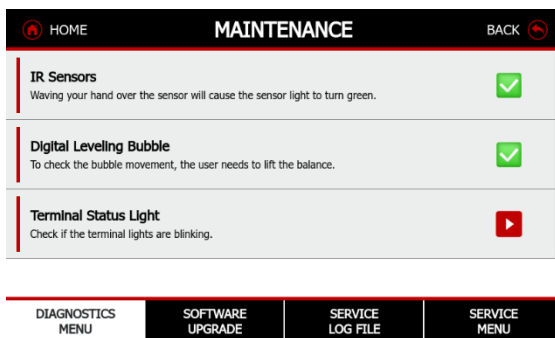 HOME
MAINTENANCE
BACK
IR Sensors
Waving your hand over the sensor will cause the sensor light to turn green.
Digital Leveling Bubble
To check the bubble movement, the user needs to lift the balance.
Terminal Status Light
Check if the terminal lights are blinking.
DIAGNOSTICS
MENU
SOFTWARE
UPGRADE
SERVICE
LOG FILE
SERVICE
MENU